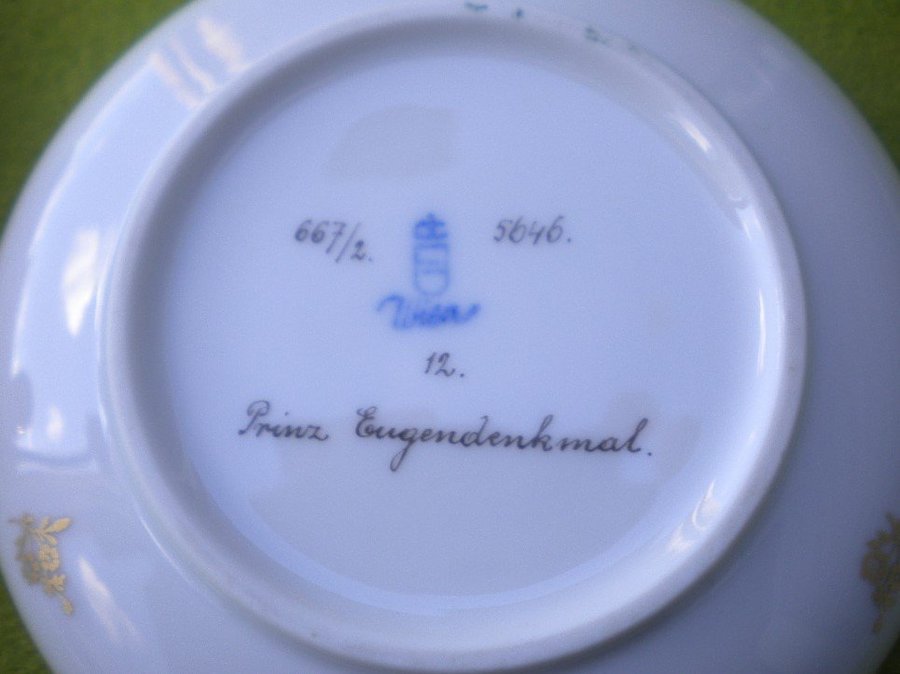 667/2. 5646.
Wien
12.
Prinz Eugendenkmal.